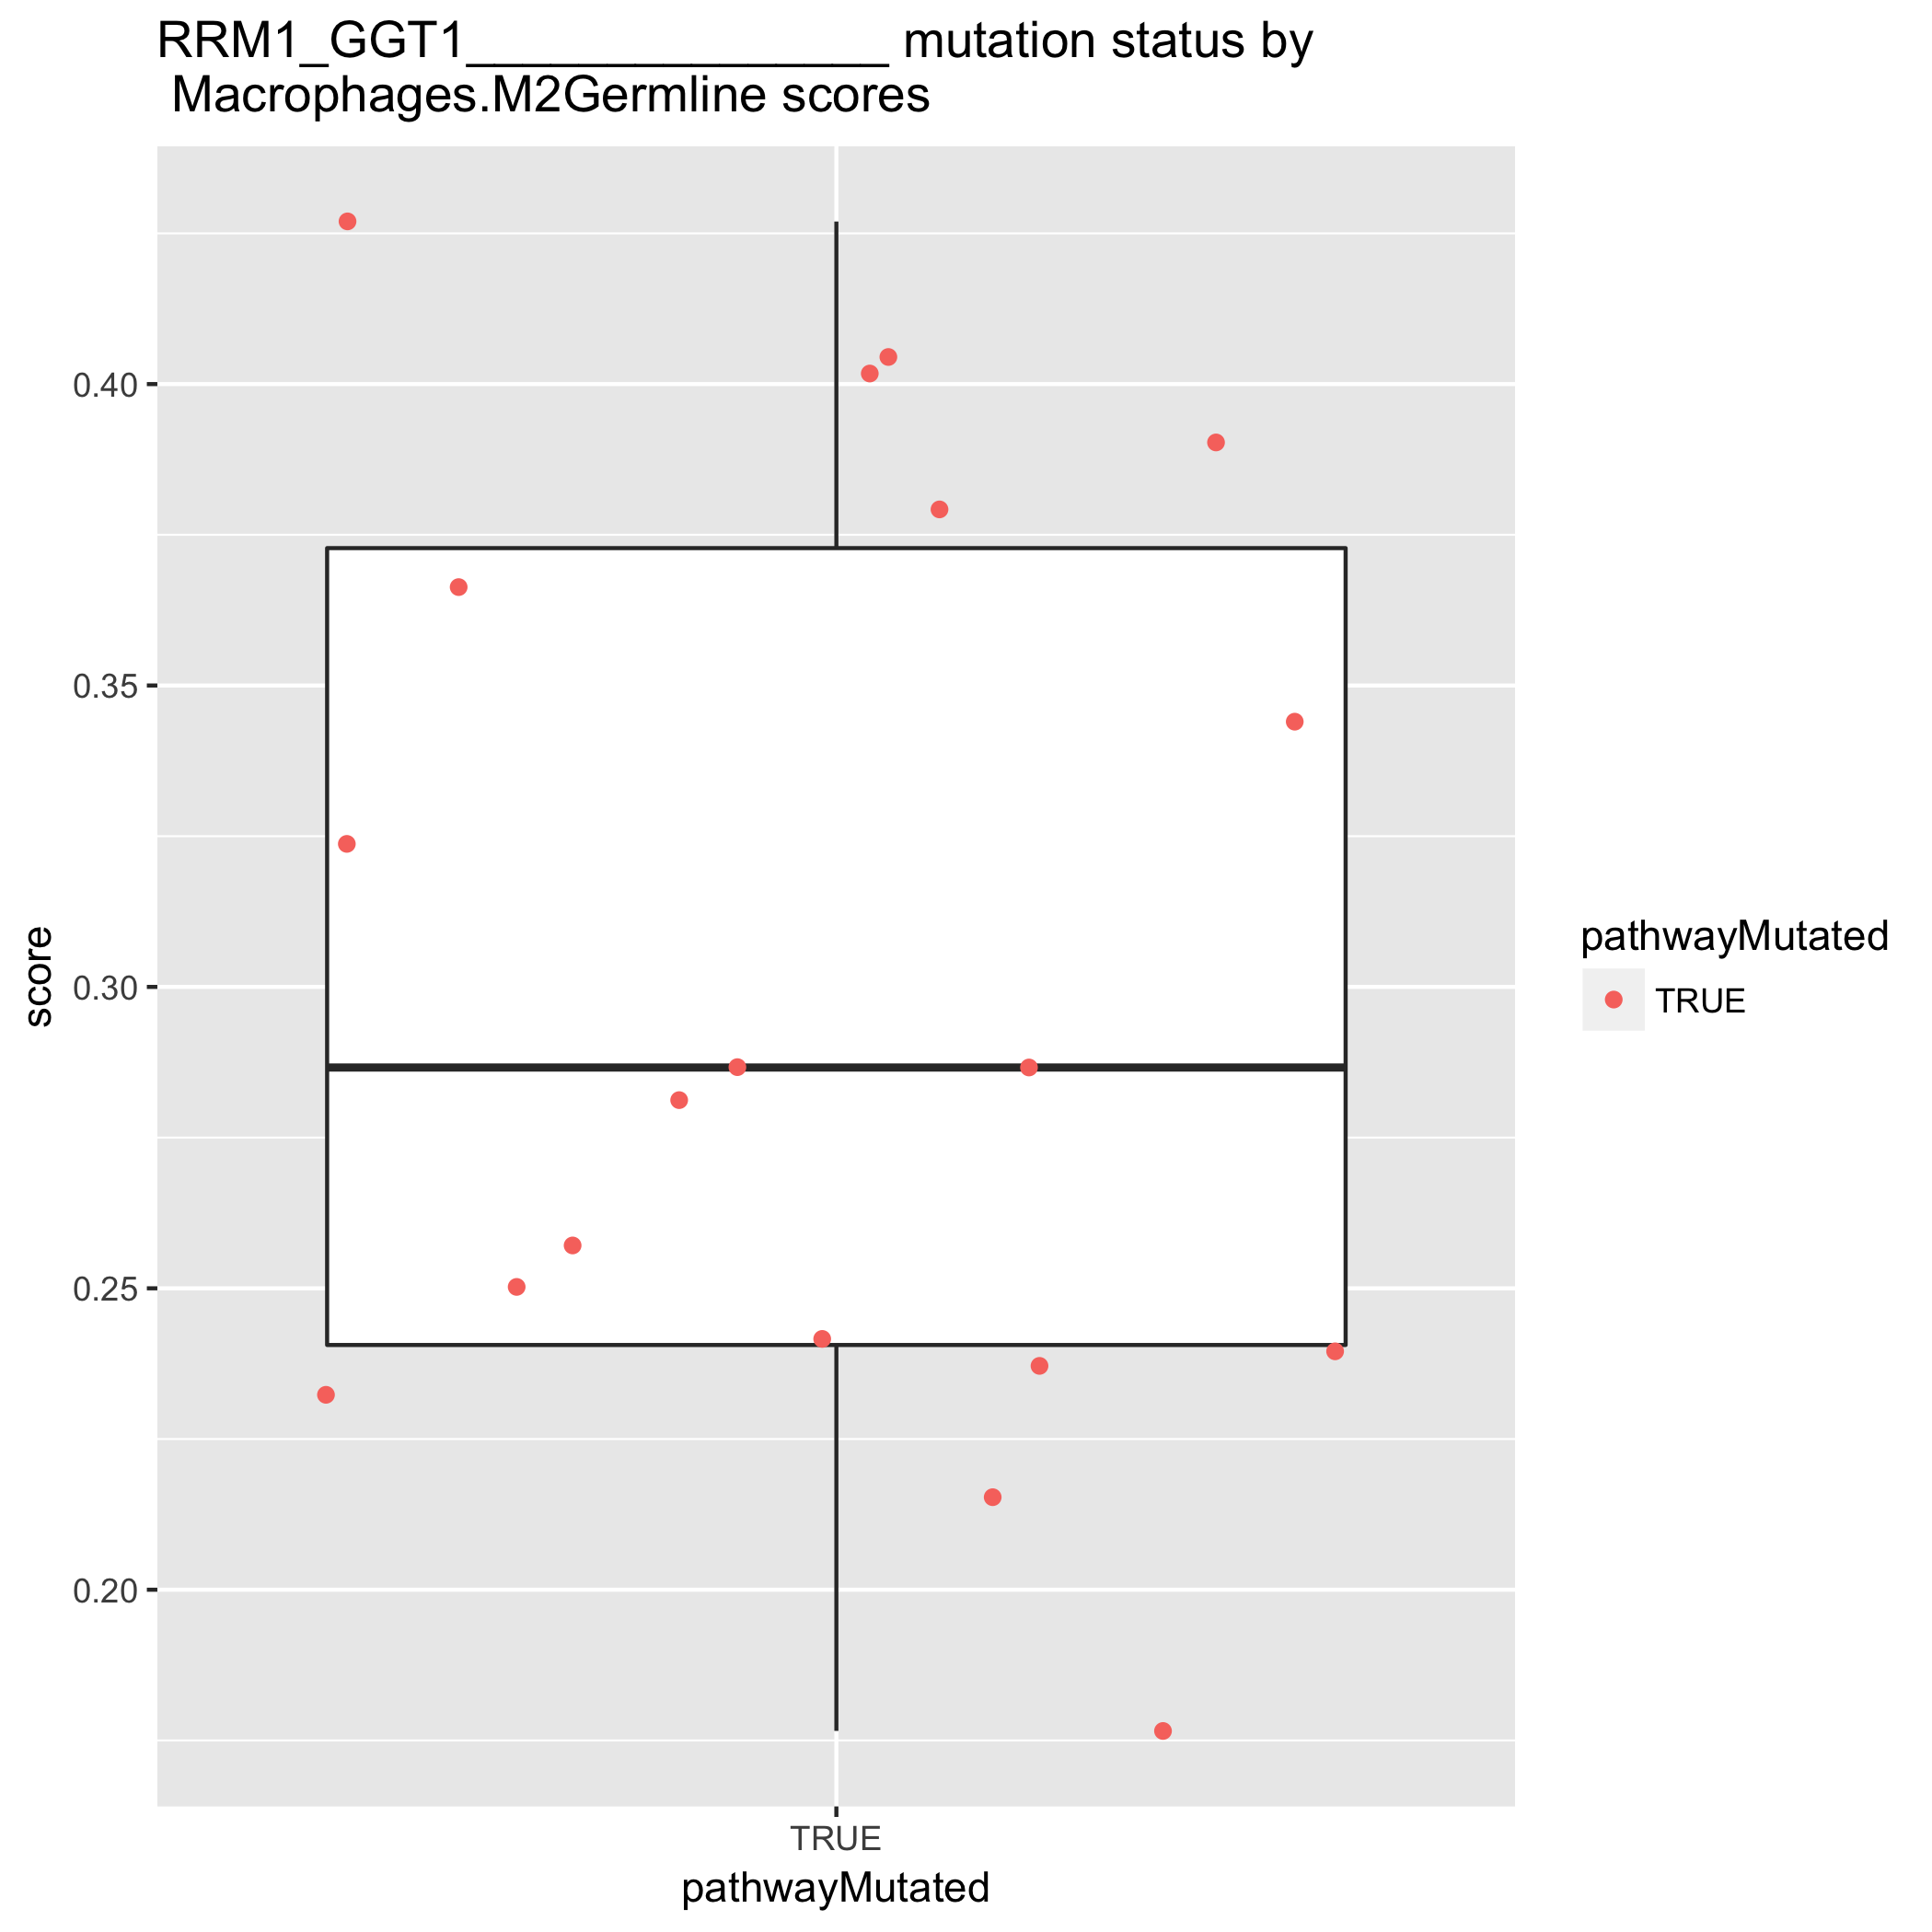 RRM1_GGT1_______________ mutation status by
Macrophages.M2Germline scores
0.40
0.35
0.30
0.25
0.20
score
TRUE
pathwayMutated
pathwayMutated
TRUE